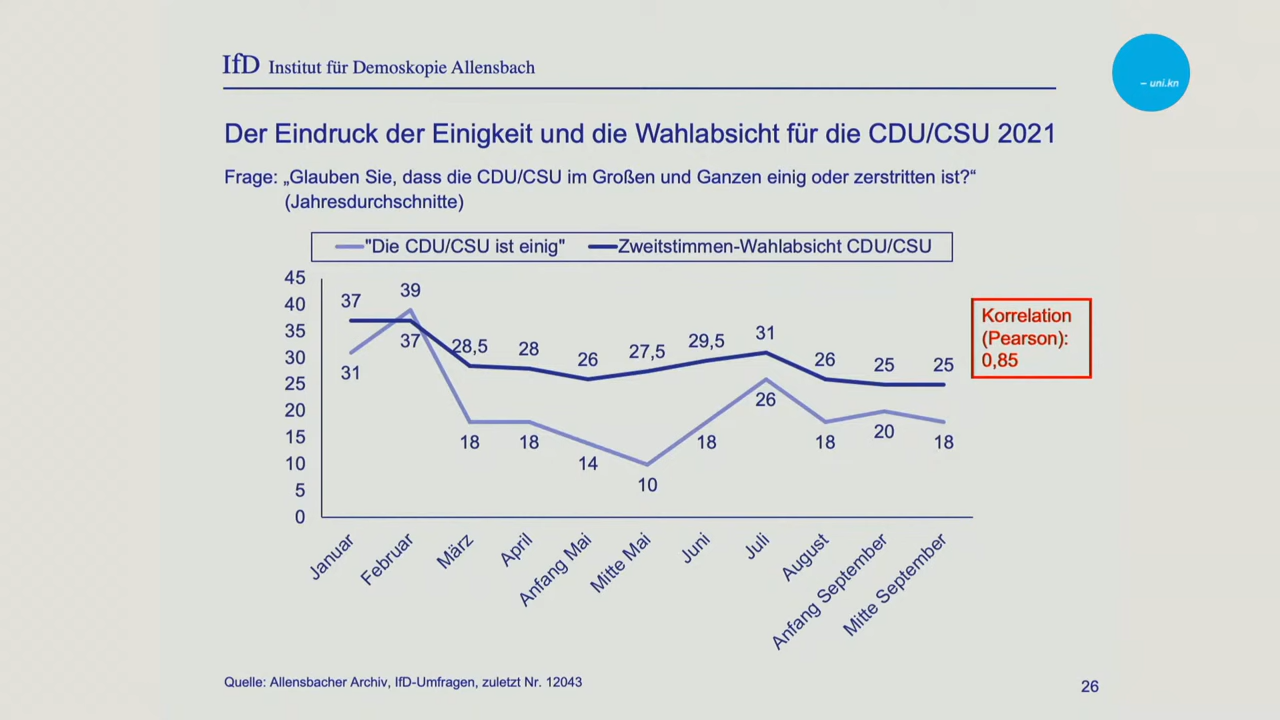 IfD Institut für Demoskopie Allensbach
– uni.kn
Der Eindruck der Einigkeit und die Wahlabsicht für die CDU/CSU 2021
Frage: „Glauben Sie, dass die CDU/CSU im Großen und Ganzen einig oder zerstritten ist?“
(Jahresdurchschnitte)
"Die CDU/CSU ist einig" Zweitstimmen-Wahlabsicht CDU/CSU
45
40
35
30
25
20
15
10
5
0
37 37 28,5 28 26 27,5 29,5 31 26 25 25
31 39 18 18 14 10 18 26 18 20 18
Korrelation
(Pearson):
0,85
Januar
Februar
März
April
Anfang Mai
Mitte Mai
Juni
Juli
August
Anfang September
Mitte September
Quelle: Allensbacher Archiv, IfD-Umfragen, zuletzt Nr. 12043
26